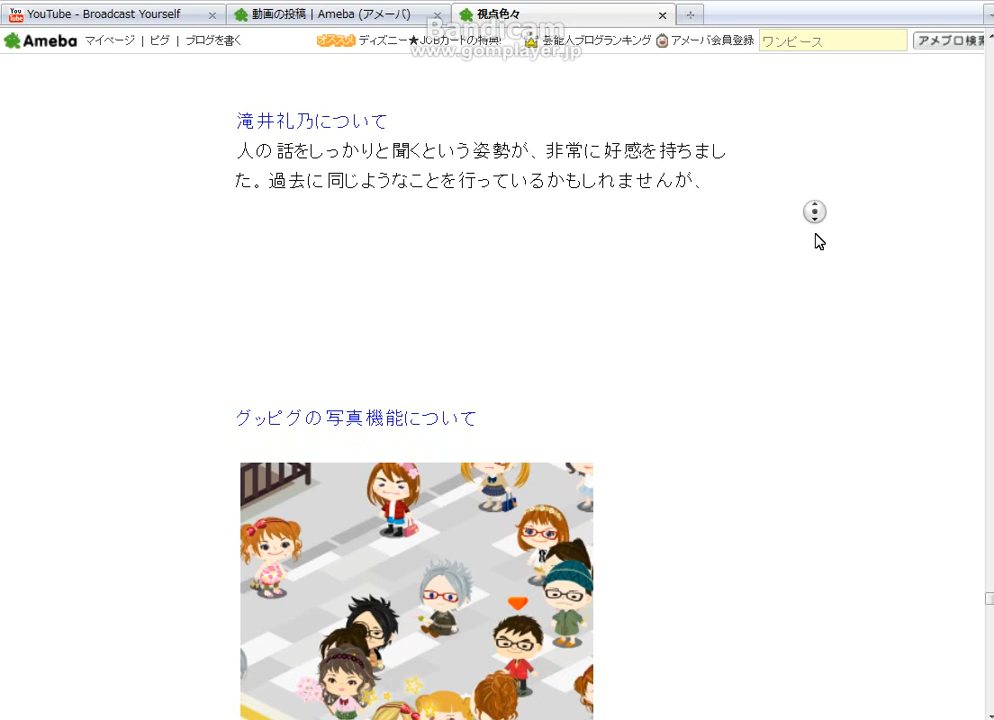 YouTube - Broadcast Yourself
動画の投稿 | Ameba (アメーバ)
視点色々
Bandicam
www.gomplayer.jp
Ameba マイページ | ピグ | ブログを書く
ディズニー★JCBカードの特典!
芸能人ブログランキング
アメーバ会員登録
ワンピース
アメブロ検索
滝井礼乃について
人の話をしっかりと聞くという姿勢が、非常に好感を持ちまし
た。過去に同じようなことを行っているかもしれませんが、
グッピグの写真機能について